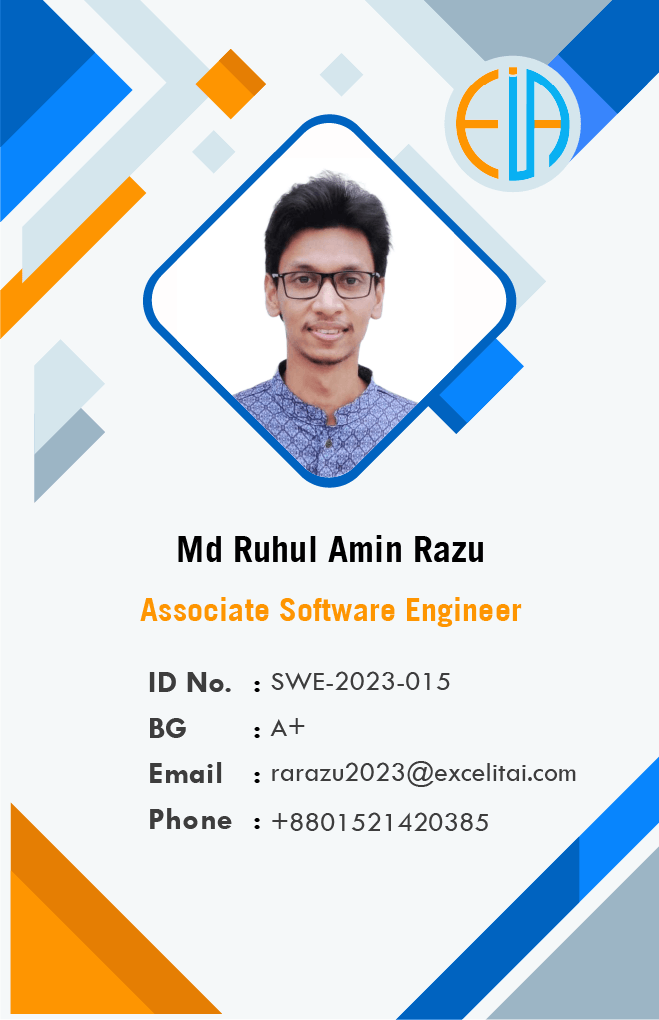 EiA
Md Ruhul Amin Razu
Associate Software Engineer
ID No. : SWE-2023-015
BG : A+
Email : rarazu2023@excelitai.com
Phone : +8801521420385